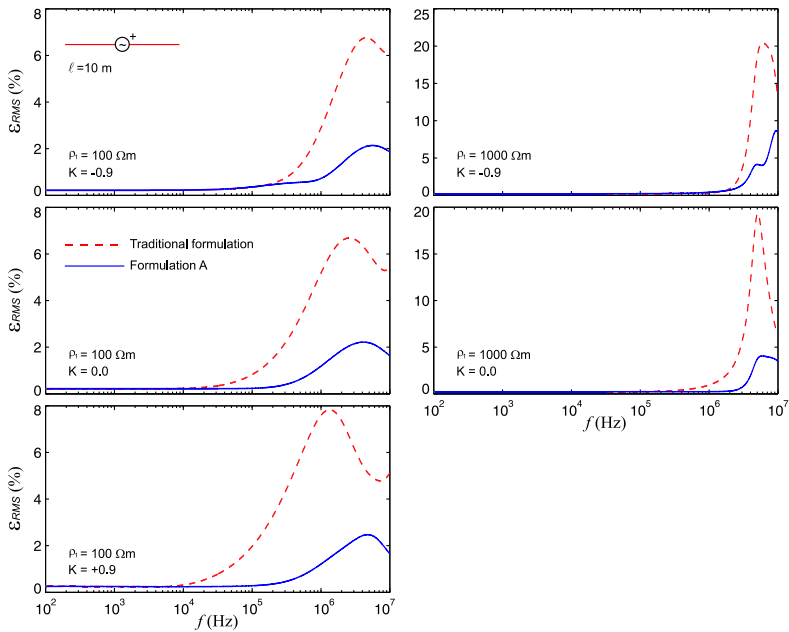 8
6
4
2
0
εRMS (%)
~
+
ℓ =10 m
ρ₁ = 100 Ωm
K = -0.9
25
20
15
10
5
0
ρ₁ = 1000 Ωm
K = -0.9
8
6
4
2
0
εRMS (%)
Traditional formulation
Formulation A
ρ₁ = 100 Ωm
K = 0.0
20
15
10
5
0
ρ₁ = 1000 Ωm
K = 0.0
10² 10³ 10⁴ 10⁵ 10⁶ 10⁷
f (Hz)
8
6
4
2
0
εRMS (%)
ρ₁ = 100 Ωm
K = +0.9
10² 10³ 10⁴ 10⁵ 10⁶ 10⁷
f (Hz)